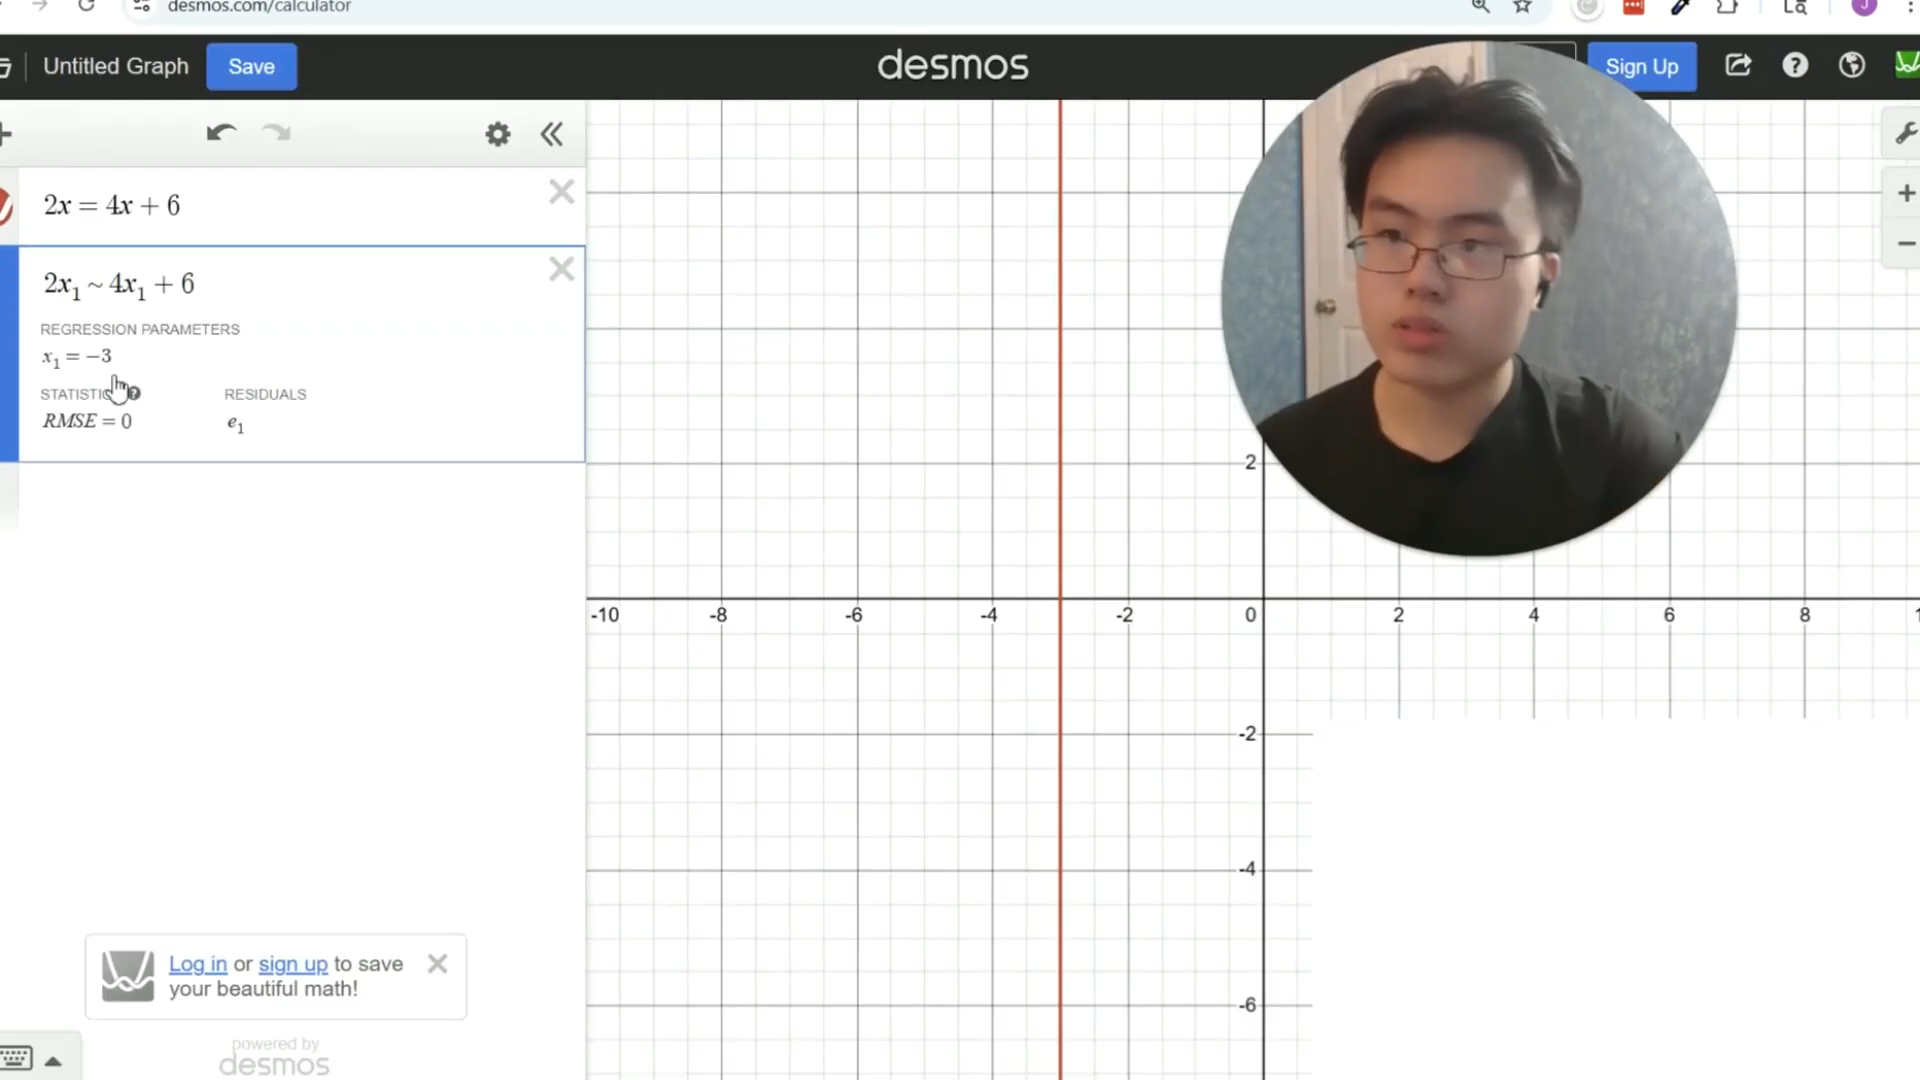 desmos.com/calculator
Untitled Graph
Save
desmos
Sign Up
2x = 4x + 6
2x₁ ~ 4x₁ + 6
REGRESSION PARAMETERS
x₁ = −3
RESIDUALS
RMSE = 0
e₁
2
-10
-8
-6
-4
-2
0
2
4
6
8
-2
-4
-6
Log in or sign up to save
your beautiful math!
powered by
desmos